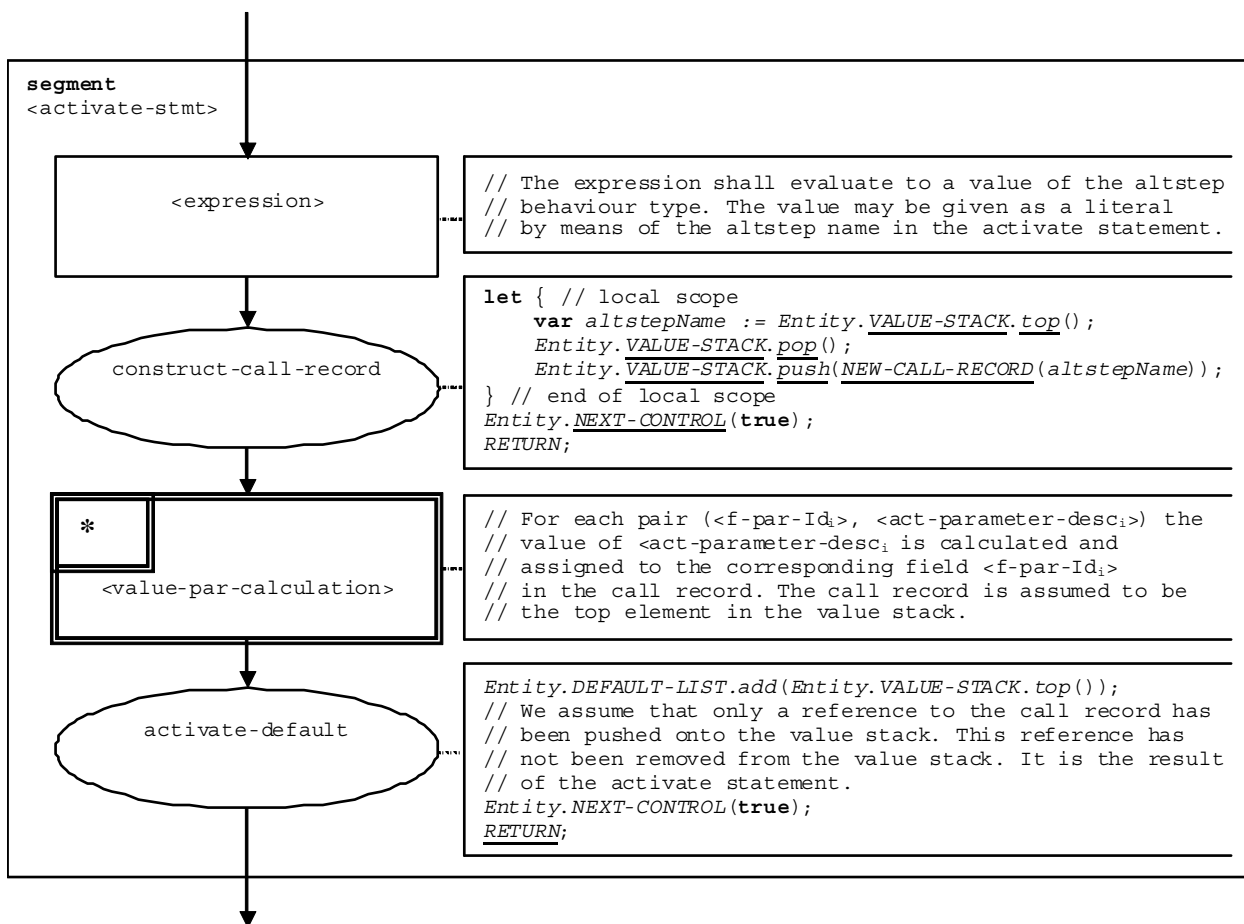 segment
<activate-stmt>
<expression>
// The expression shall evaluate to a value of the altstep
// behaviour type. The value may be given as a literal
// by means of the altstep name in the activate statement.
construct-call-record
let { // local scope
var altstepName := Entity.VALUE-STACK.top();
Entity.VALUE-STACK.pop();
Entity.VALUE-STACK.push(NEW-CALL-RECORD(altstepName));
} // end of local scope
Entity.NEXT-CONTROL(true);
RETURN;
*
<value-par-calculation>
// For each pair (<f-par-Idi>, <act-parameter-desci>) the
// value of <act-parameter-desci is calculated and
// assigned to the corresponding field <f-par-Idi>
// in the call record. The call record is assumed to be
// the top element in the value stack.
activate-default
Entity.DEFAULT-LIST.add(Entity.VALUE-STACK.top());
// We assume that only a reference to the call record has
// been pushed onto the value stack. This reference has
// not been removed from the value stack. It is the result
// of the activate statement.
Entity.NEXT-CONTROL(true);
RETURN;